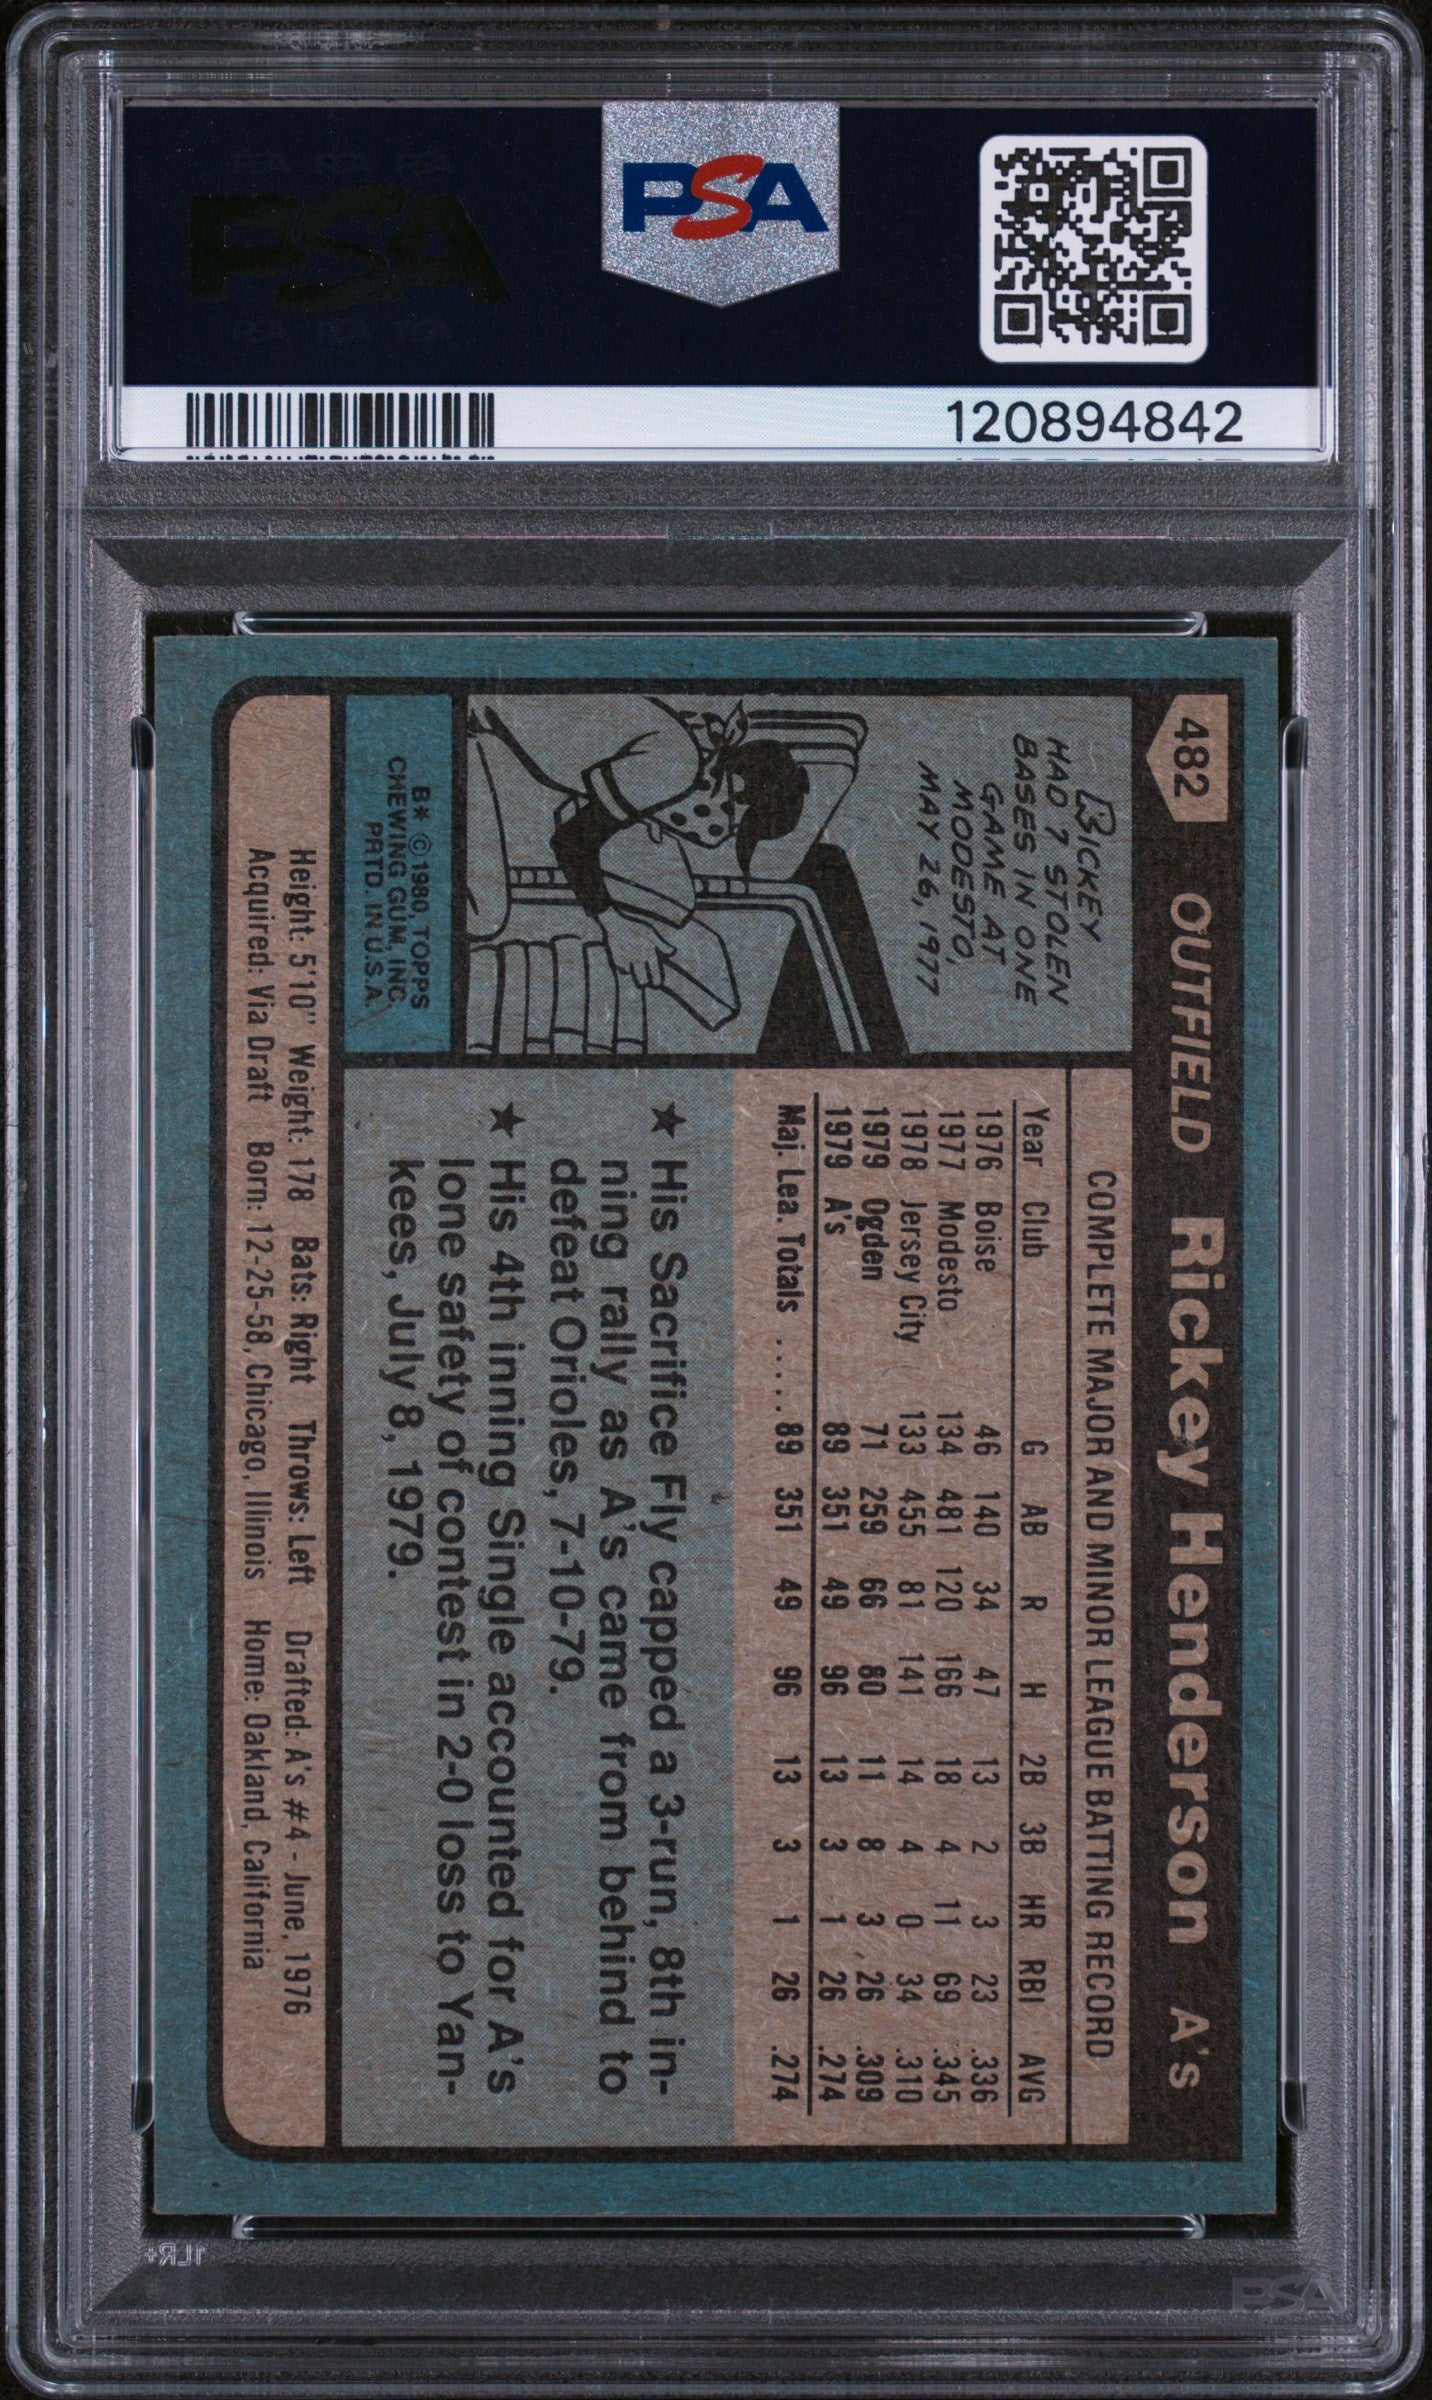 PSA
PSA
120894842
482 OUTFIELD Rickey Henderson A's
RICKEY
HAD 7 STOLEN
BASES IN ONE
GAME AT
MODESTO,
MAY 26, 1977
B* © 1980, TOPPS
CHEWING GUM, INC.
PRTD. IN U.S.A.
COMPLETE MAJOR AND MINOR LEAGUE BATTING RECORD
Year Club G AB R H 2B 3B HR RBI AVG
1976 Boise 46 140 34 47 13 2 3 23 .336
1977 Modesto 134 481 120 166 18 4 11 69 .345
1978 Jersey City 133 455 81 141 14 4 0 34 .310
1979 Ogden 71 259 66 80 11 8 3 26 .309
1979 A's 89 351 49 96 13 3 1 26 .274
Maj. Lea. Totals ..... 89 351 49 96 13 3 1 26 .274
★ His Sacrifice Fly capped a 3-run, 8th in-
ning rally as A's came from behind to
defeat Orioles, 7-10-79.
★ His 4th inning Single accounted for A's
lone safety of contest in 2-0 loss to Yan-
kees, July 8, 1979.
Height: 5'10" Weight: 178 Bats: Right Throws: Left Drafted: A's #4 - June, 1976
Acquired: Via Draft Born: 12-25-58, Chicago, Illinois Home: Oakland, California
1LR+
PSA